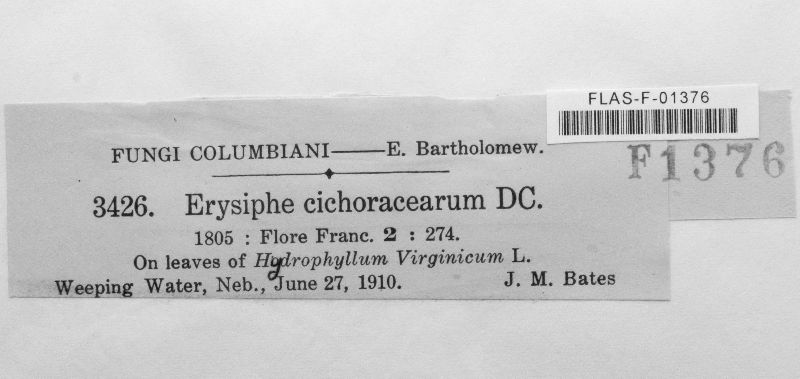 FLAS-F-01376
F1376
FUNGI COLUMBIANI——E. Bartholomew.
3426. Erysiphe cichoracearum DC.
1805 : Flore Franc. 2 : 274.
On leaves of Hydrophyllum Virginicum L.
Weeping Water, Neb., June 27, 1910. J. M. Bates